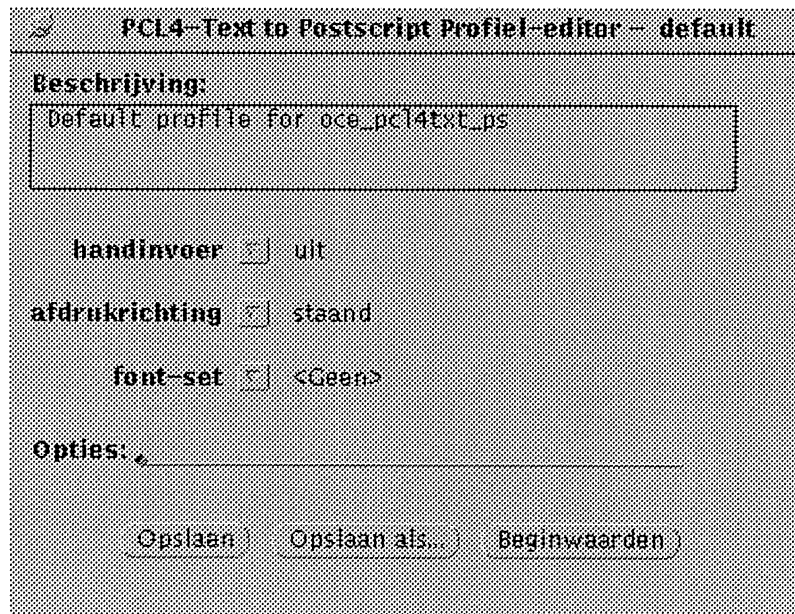 PCL4-Text to Postscript Profiel-editor - default
Beschrijving:
Default profile for oce_pcl4txt_ps
handinvoer uit
afdrukrichting staand
font-set <Geen>
Opties:
Opslaan Opslaan als... Beginwaarden